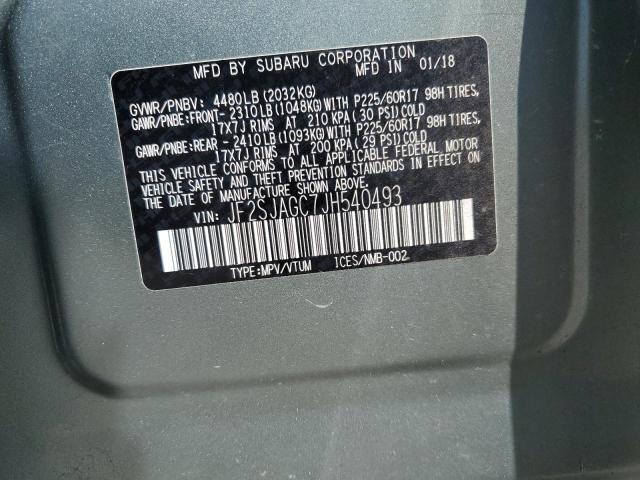 MFD BY SUBARU CORPORATION
MFD. IN 01/18
GVWR/PNBV: 4480LB (2032KG)
GAWR/PNBE:FRONT- 2310LB(1048KG)WITH P225/60R17 98H TIRES,
17X7J RIMS AT 210 KPA( 30 PSI)COLD
GAWR/PNBE:REAR - 2410LB(1093KG)WITH P225/60R17 98H TIRES,
17X7J RIMS AT 200 KPA( 29 PSI)COLD
THIS VEHICLE CONFORMS TO ALL APPLICABLE FEDERAL MOTOR
VEHICLE SAFETY AND THEFT PREVENTION STANDARDS IN EFFECT ON
THE DATE OF MANUFACTURE SHOWN ABOVE.
VIN: JF2SJAGC7JH540493
TYPE:MPV/VTUM ICES/NMB-002